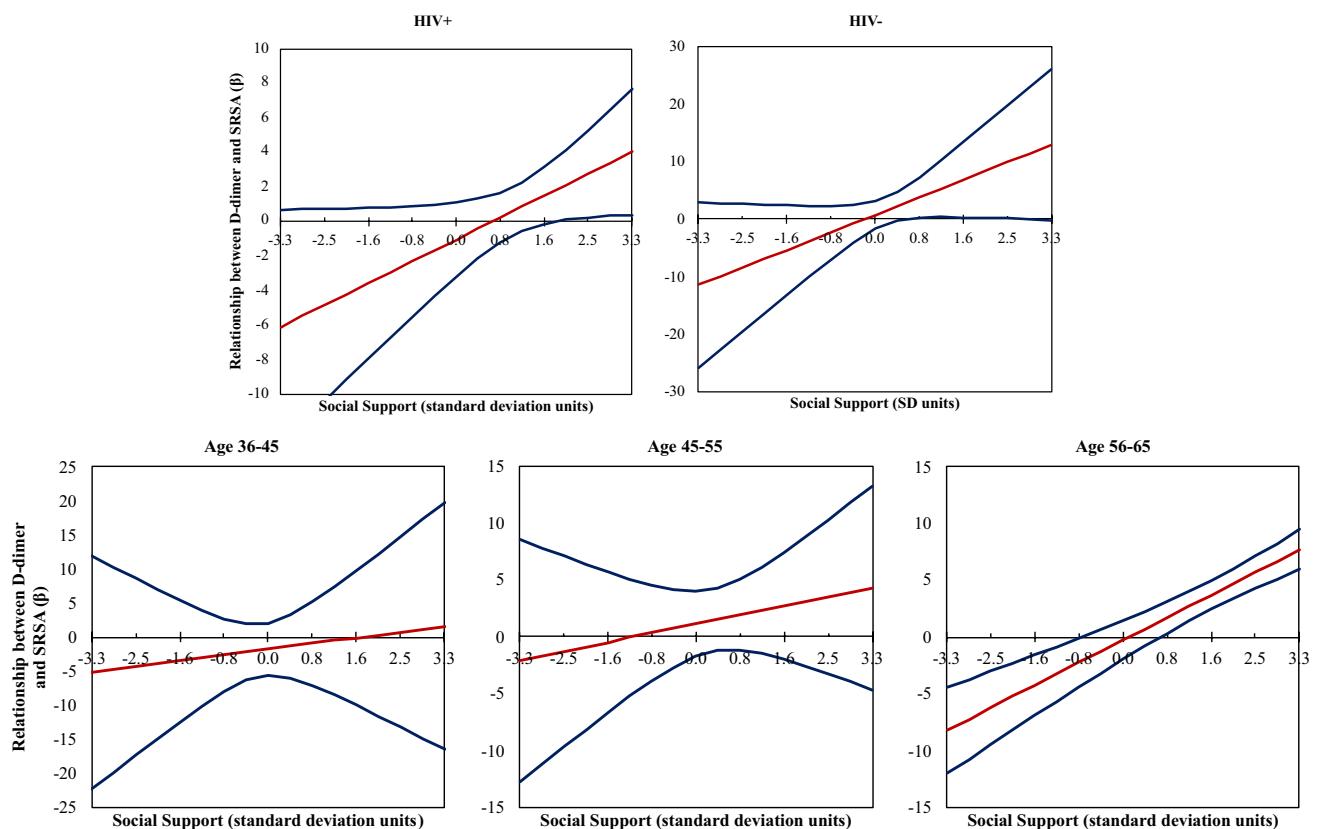 HIV+
HIV-
Relationship between D-dimer and SRSA (β)
10
8
6
4
2
0
-2
-4
-6
-8
-10
-3.3 -2.5 -1.6 -0.8 0.0 0.8 1.6 2.5 3.3
Social Support (standard deviation units)
30
20
10
0
-10
-20
-30
-3.3 -2.5 -1.6 -0.8 0.0 0.8 1.6 2.5 3.3
Social Support (SD units)
Age 36-45
Age 45-55
Age 56-65
Relationship between D-dimer
and SRSA (β)
25
20
15
10
5
0
-5
-10
-15
-20
-25
-3.3 -2.5 -1.6 -0.8 0.0 0.8 1.6 2.5 3.3
Social Support (standard deviation units)
15
10
5
0
-5
-10
-15
-3.3 -2.5 -1.6 -0.8 0.0 0.8 1.6 2.5 3.3
Social Support (standard deviation units)
15
10
5
0
-5
-10
-15
-3.3 -2.5 -1.6 -0.8 0.0 0.8 1.6 2.5 3.3
Social Support (standard deviation units)